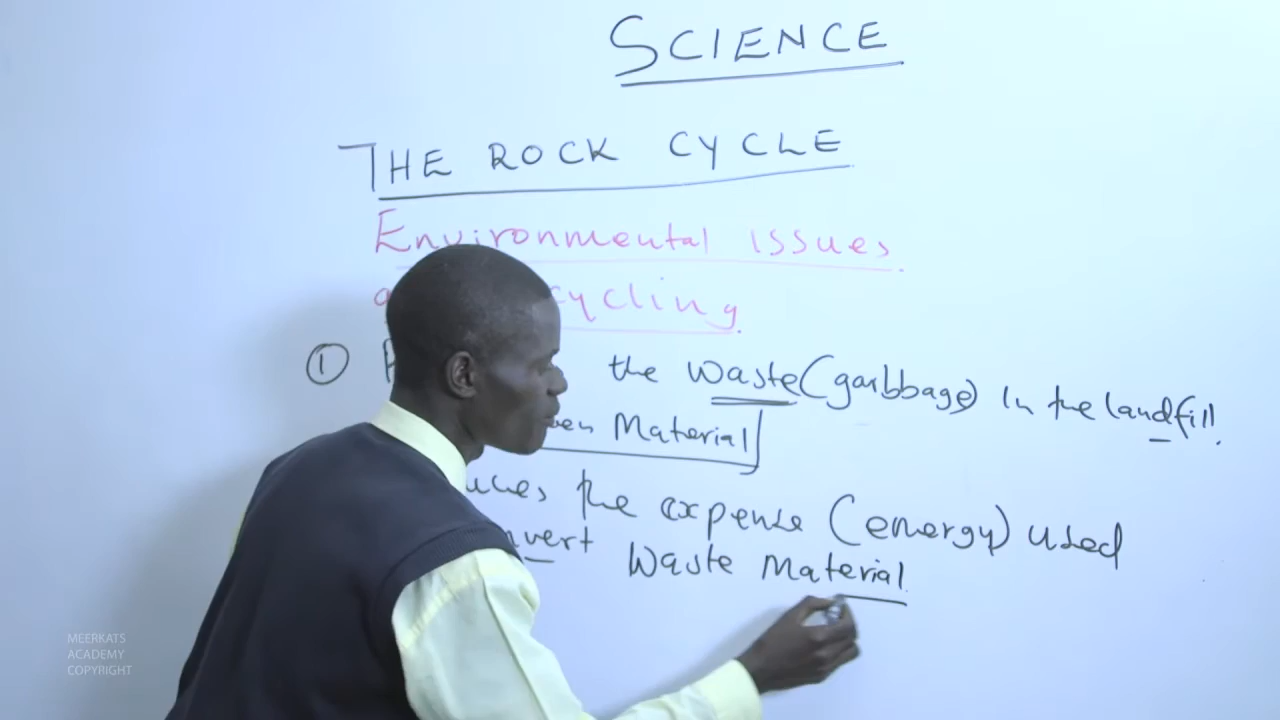 SCIENCE
THE ROCK CYCLE
Environmental issues.
cycling.
① the waste (garbbage) in the landfill.
Material
the expense (energy) used
Waste material.
MEERKATS
ACADEMY
COPYRIGHT